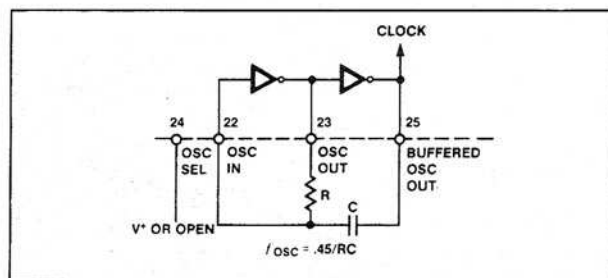 CLOCK
24 22 23 25
OSC SEL
OSC IN
OSC OUT
BUFFERED OSC OUT
R
C
V+ OR OPEN
fOSC = .45/RC